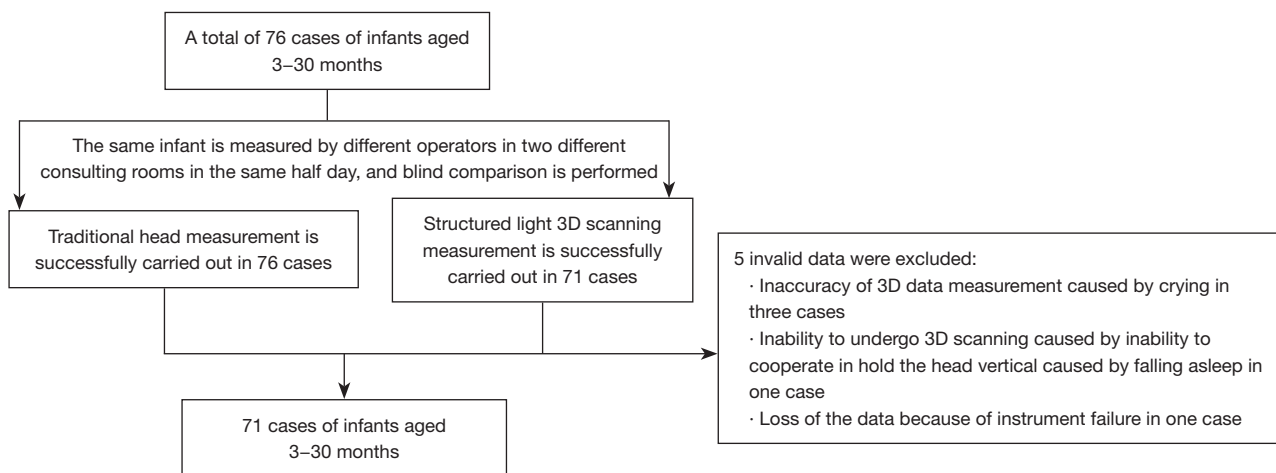 A total of 76 cases of infants aged
3–30 months
The same infant is measured by different operators in two different
consulting rooms in the same half day, and blind comparison is performed
Traditional head measurement is
successfully carried out in 76 cases
Structured light 3D scanning
measurement is successfully
carried out in 71 cases
5 invalid data were excluded:
· Inaccuracy of 3D data measurement caused by crying in
three cases
· Inability to undergo 3D scanning caused by inability to
cooperate in hold the head vertical caused by falling asleep in
one case
· Loss of the data because of instrument failure in one case
71 cases of infants aged
3–30 months